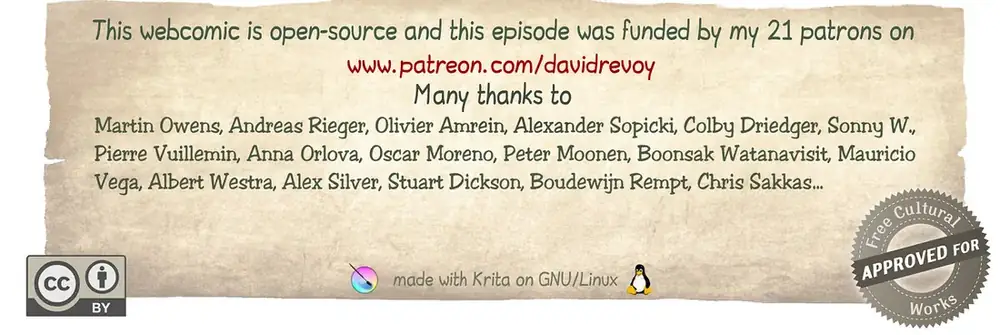 This webcomic is open-source and this episode was funded by my 21 patrons on
www.patreon.com/davidrevoy
Many thanks to
Martin Owens, Andreas Rieger, Olivier Amrein, Alexander Sopicki, Colby Driedger, Sonny W.,
Pierre Vuillemin, Anna Orlova, Oscar Moreno, Peter Moonen, Boonsak Watanavisit, Mauricio
Vega, Albert Westra, Alex Silver, Stuart Dickson, Boudewijn Rempt, Chris Sakkas...
Free Cultural
APPROVED FOR
Works
cc
BY
made with Krita on GNU/Linux